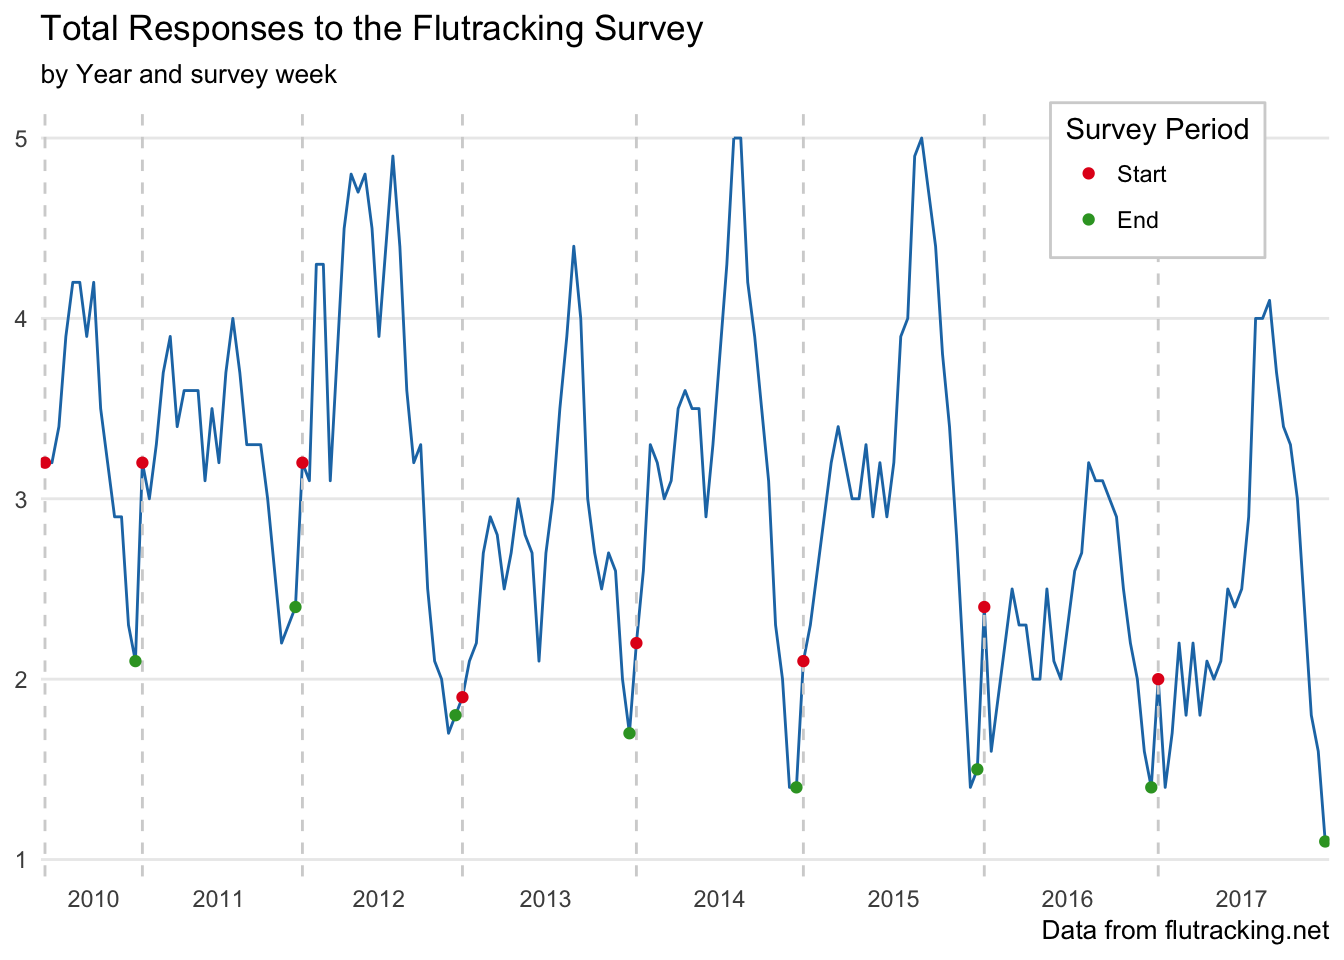 Total Responses to the Flutracking Survey
by Year and survey week
Survey Period
Start
End
5
4
3
2
1
2010 2011 2012 2013 2014 2015 2016 2017
Data from flutracking.net